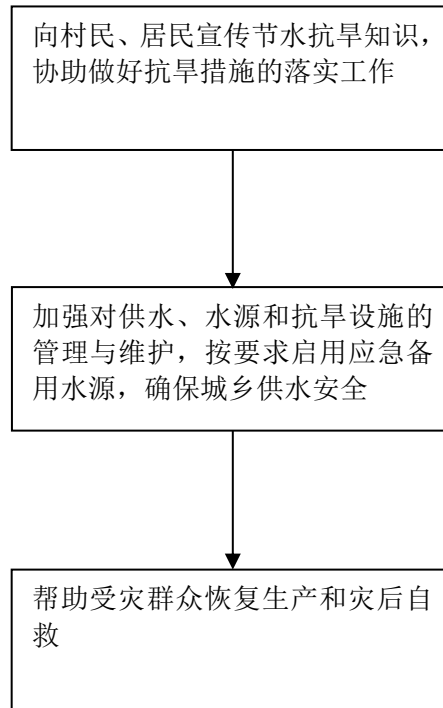 向村民、居民宣传节水抗旱知识，
协助做好抗旱措施的落实工作
加强对供水、水源和抗旱设施的
管理与维护，按要求启用应急备
用水源，确保城乡供水安全
帮助受灾群众恢复生产和灾后自
救